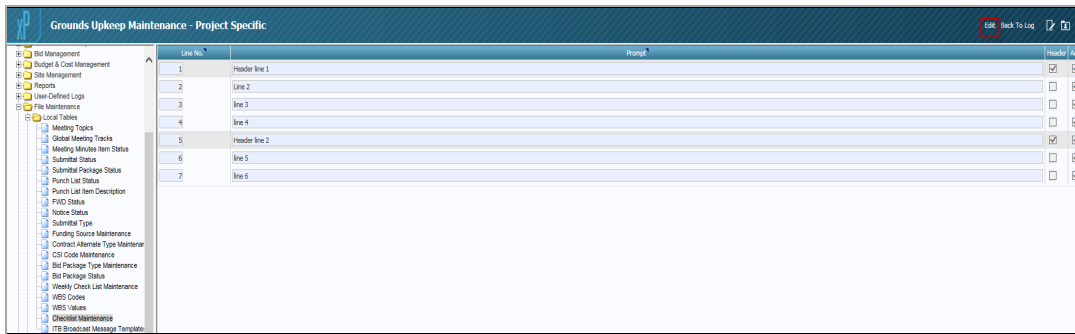 xP Grounds Upkeep Maintenance - Project Specific Edit Back To Log
Bid Management
Budget & Cost Management
Site Management
Reports
User-Defined Logs
File Maintenance
Local Tables
Meeting Topics
Global Meeting Tracks
Meeting Minutes Item Status
Submittal Status
Submittal Package Status
Punch List Status
Punch List Item Description
FWD Status
Notice Status
Submittal Type
Funding Source Maintenance
Contract Alternate Type Maintenan
CSI Code Maintenance
Bid Package Type Maintenance
Bid Package Status
Weekly Check List Maintenance
WBS Codes
WBS Values
Checklist Maintenance
ITB Broadcast Message Template
Line No. Prompt Header
1 Header line 1
2 Line 2
3 line 3
4 line 4
5 Header line 2
6 line 5
7 line 6